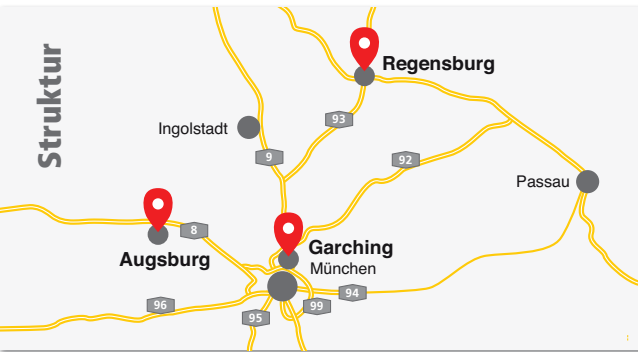 Struktur
Regensburg
93
Ingolstadt
9
92
Passau
8
Augsburg
Garching
München
96
95
99
94